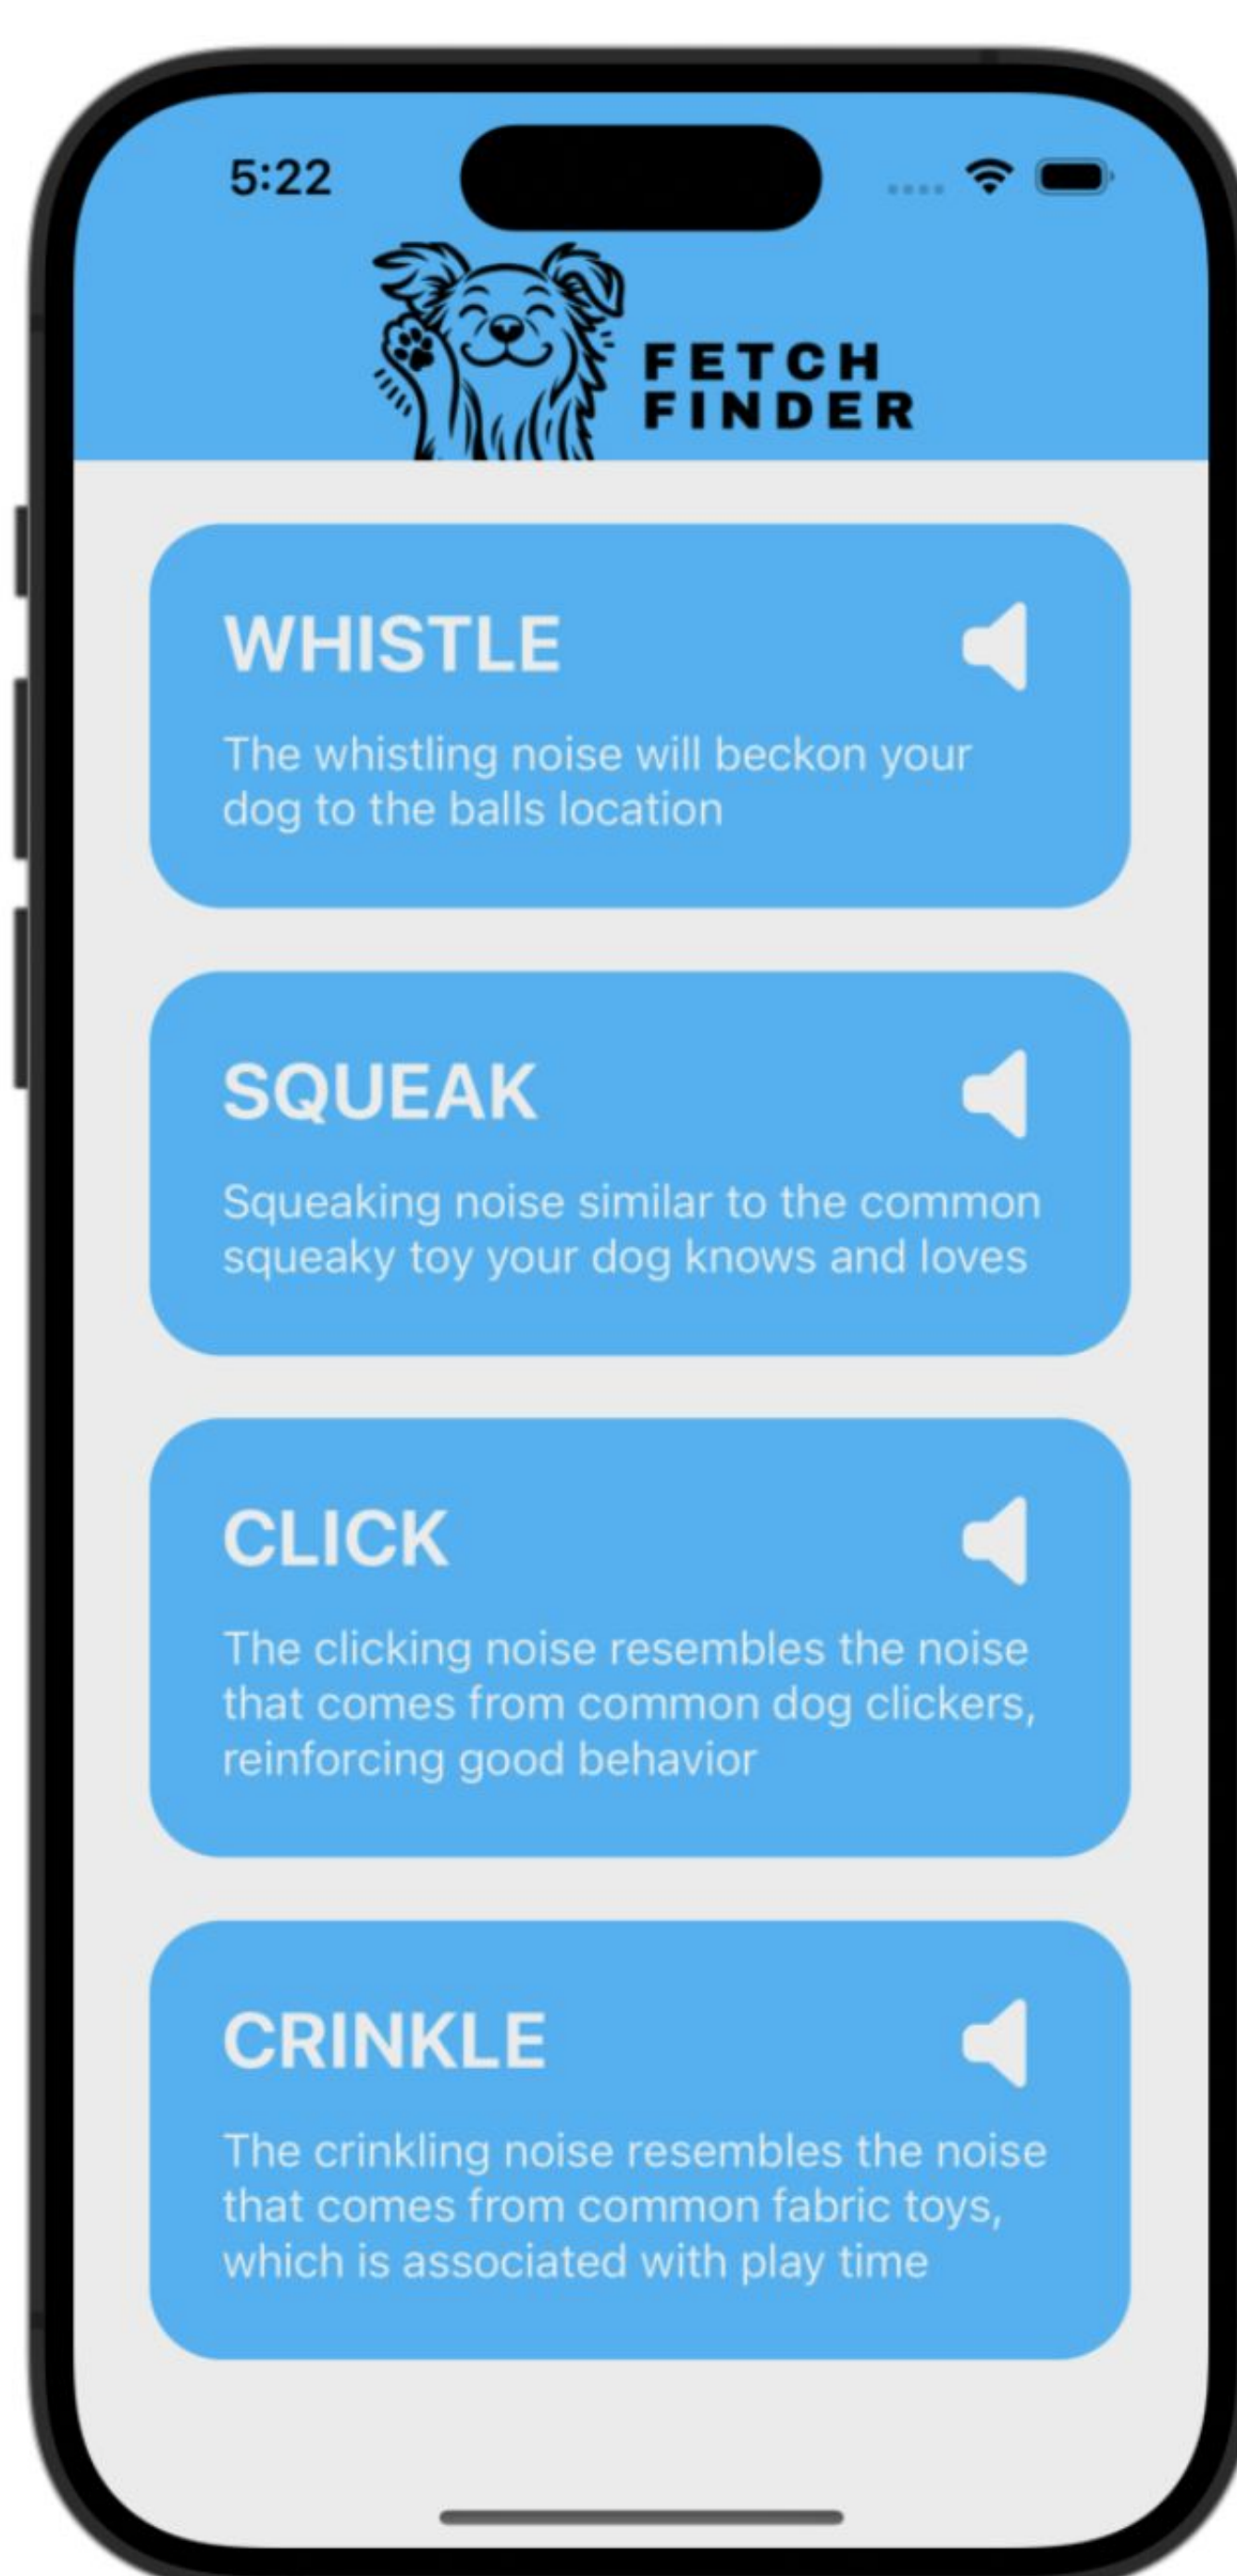 5:22
FETCH
FINDER
WHISTLE
The whistling noise will beckon your
dog to the balls location
SQUEAK
Squeaking noise similar to the common
squeaky toy your dog knows and loves
CLICK
The clicking noise resembles the noise
that comes from common dog clickers,
reinforcing good behavior
CRINKLE
The crinkling noise resembles the noise
that comes from common fabric toys,
which is associated with play time